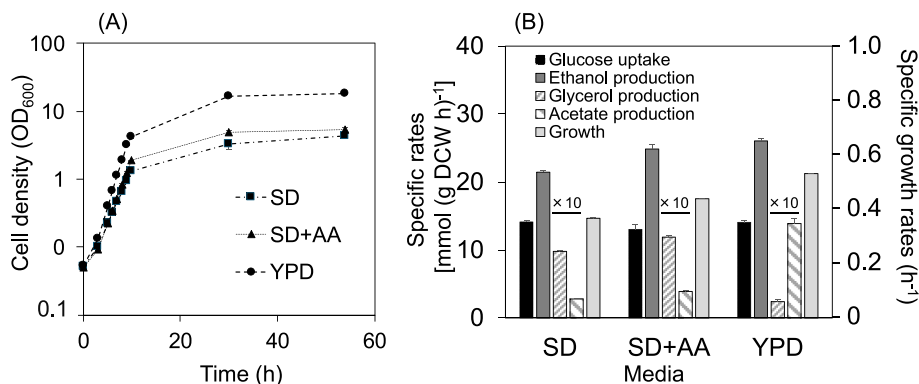 (A)
100
10
1
0
0.1
Cell density (OD600)
0
20
40
60
Time (h)
SD
SD+AA
YPD
(B)
40
30
20
10
0
Specific rates
[mmol (g DCW h)-1]
Glucose uptake
Ethanol production
Glycerol production
Acetate production
Growth
× 10
× 10
× 10
SD
SD+AA
YPD
Media
1.0
0.8
0.6
0.4
0.2
0
Specific growth rates (h-1)